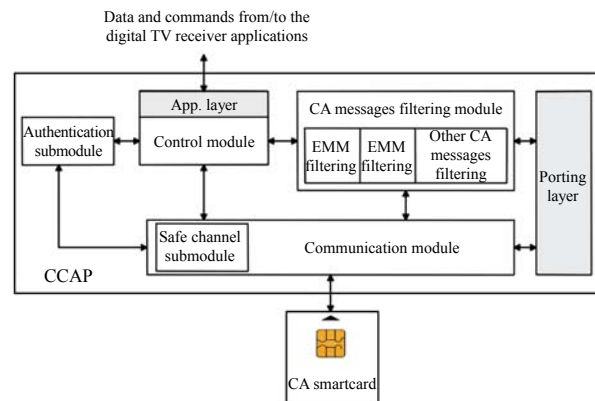 Data and commands from/to the
digital TV receiver applications
App. layer
Control module
Authentication
submodule
CA messages filtering module
EMM
filtering
EMM
filtering
Other CA
messages
filtering
Porting
layer
Safe channel
submodule
Communication module
CCAP
CA smartcard